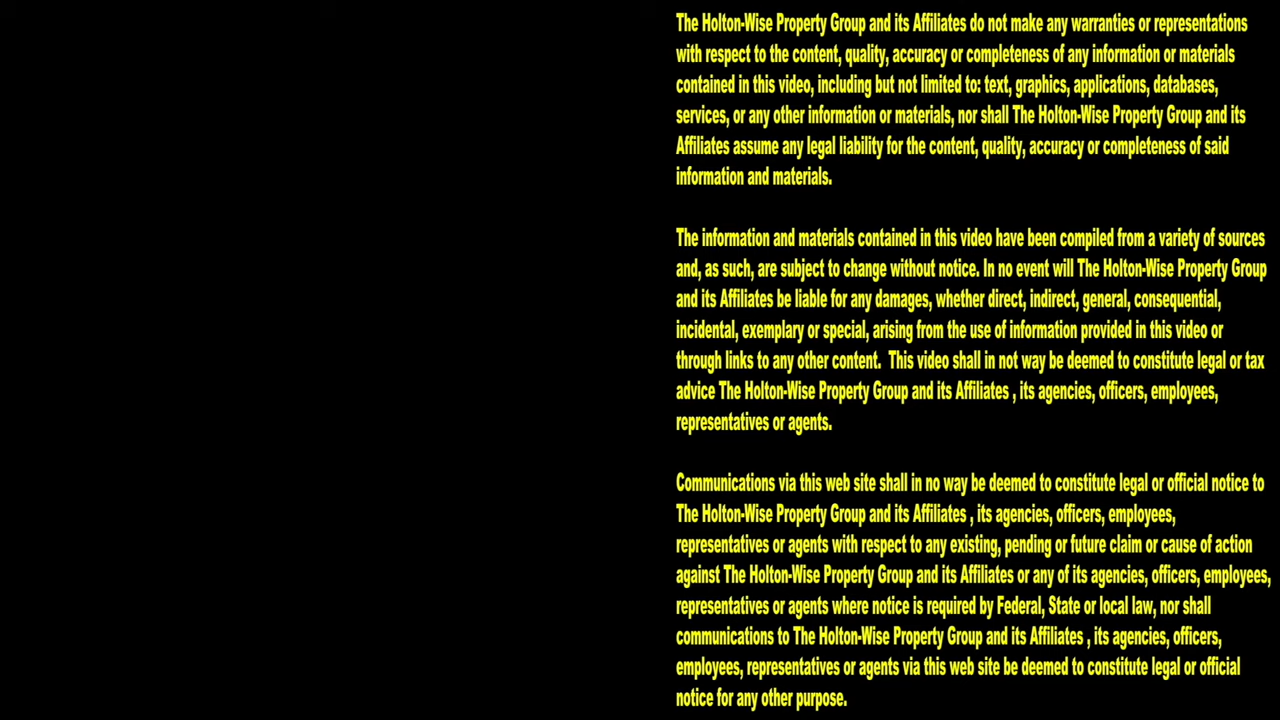 The Holton-Wise Property Group and its Affiliates do not make any warranties or representations
with respect to the content, quality, accuracy or completeness of any information or materials
contained in this video, including but not limited to: text, graphics, applications, databases,
services, or any other information or materials, nor shall The Holton-Wise Property Group and its
Affiliates assume any legal liability for the content, quality, accuracy or completeness of said
information and materials.
The information and materials contained in this video have been compiled from a variety of sources
and, as such, are subject to change without notice. In no event will The Holton-Wise Property Group
and its Affiliates be liable for any damages, whether direct, indirect, general, consequential,
incidental, exemplary or special, arising from the use of information provided in this video or
through links to any other content.  This video shall in not way be deemed to constitute legal or tax
advice The Holton-Wise Property Group and its Affiliates , its agencies, officers, employees,
representatives or agents.
Communications via this web site shall in no way be deemed to constitute legal or official notice to
The Holton-Wise Property Group and its Affiliates , its agencies, officers, employees,
representatives or agents with respect to any existing, pending or future claim or cause of action
against The Holton-Wise Property Group and its Affiliates or any of its agencies, officers, employees,
representatives or agents where notice is required by Federal, State or local law, nor shall
communications to The Holton-Wise Property Group and its Affiliates , its agencies, officers,
employees, representatives or agents via this web site be deemed to constitute legal or official
notice for any other purpose.